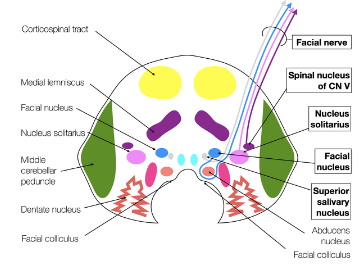 Corticospinal tract
Medial lemniscus
Facial nucleus
Nucleus solitarius
Middle
cerebellar
peduncle
Dentate nucleus
Facial colliculus
Facial nerve
Spinal nucleus
of CN V
Nucleus
solitarius
Facial
nucleus
Superior
salivary
nucleus
Abducens
nucleus
Facial colliculus